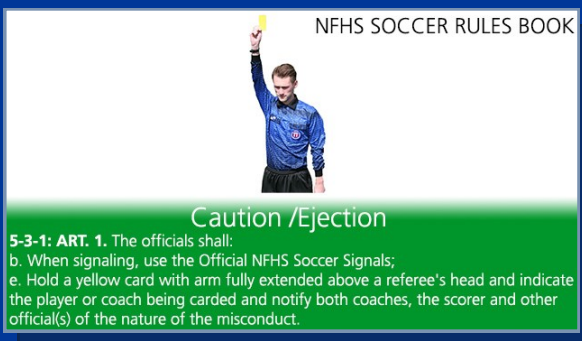 NFHS SOCCER RULES BOOK
Caution /Ejection
5-3-1: ART. 1. The officials shall:
b. When signaling, use the Official NFHS Soccer Signals;
e. Hold a yellow card with arm fully extended above a referee's head and indicate
the player or coach being carded and notify both coaches, the scorer and other
official(s) of the nature of the misconduct.